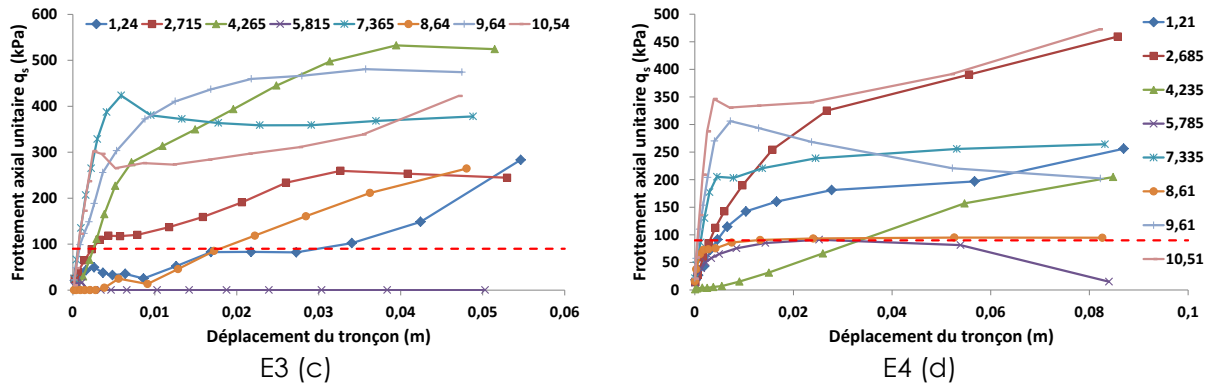 Frottement axial unitaire qs (kPa)
600
500
400
300
200
100
0
1,24 2,715 4,265 5,815 7,365 8,64 9,64 10,54
0 0,01 0,02 0,03 0,04 0,05 0,06
Déplacement du tronçon (m)
E3 (c)
Frottement axial unitaire qs (kPa)
500
450
400
350
300
250
200
150
100
50
0
0 0,02 0,04 0,06 0,08 0,1
Déplacement du tronçon (m)
1,21
2,685
4,235
5,785
7,335
8,61
9,61
10,51
E4 (d)